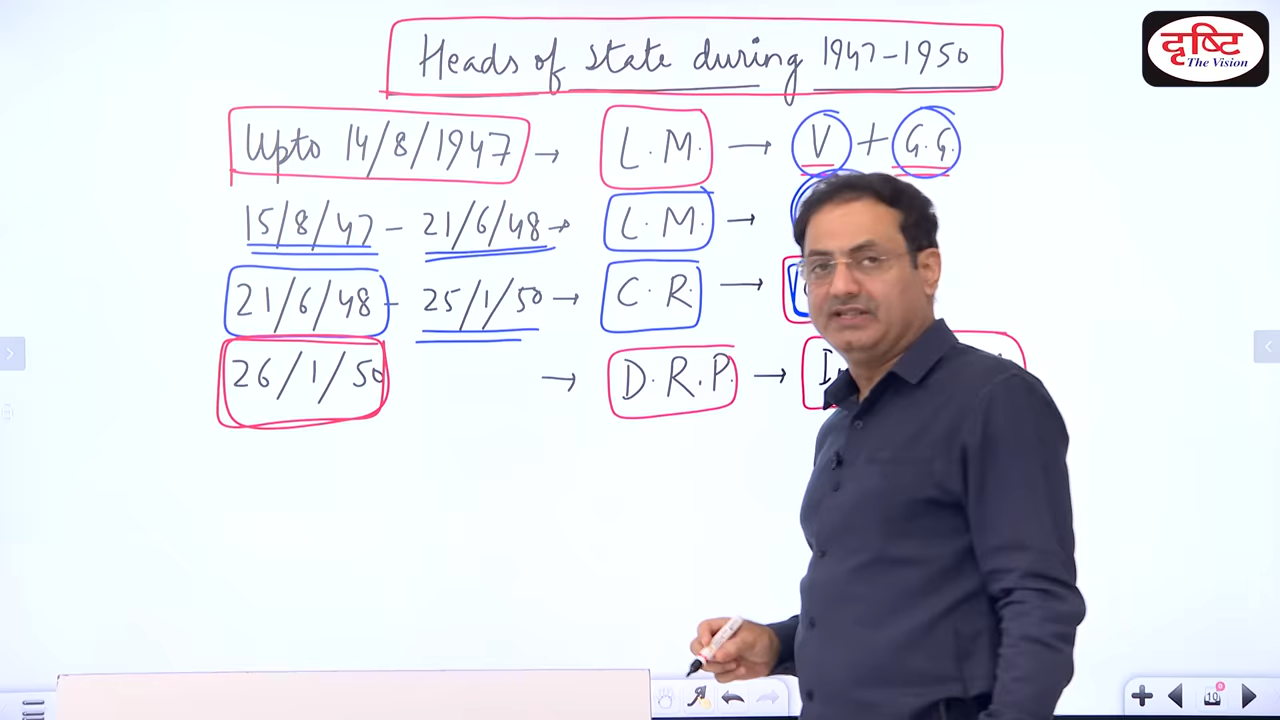 दृष्टि
The Vision
Heads of state during 1947-1950
Upto 14/8/1947 → L.M. → V + G.G.
15/8/47 - 21/6/48 → L.M. →
21/6/48 - 25/1/50 → C.R. →
26/1/50 → D.R.P. →
10